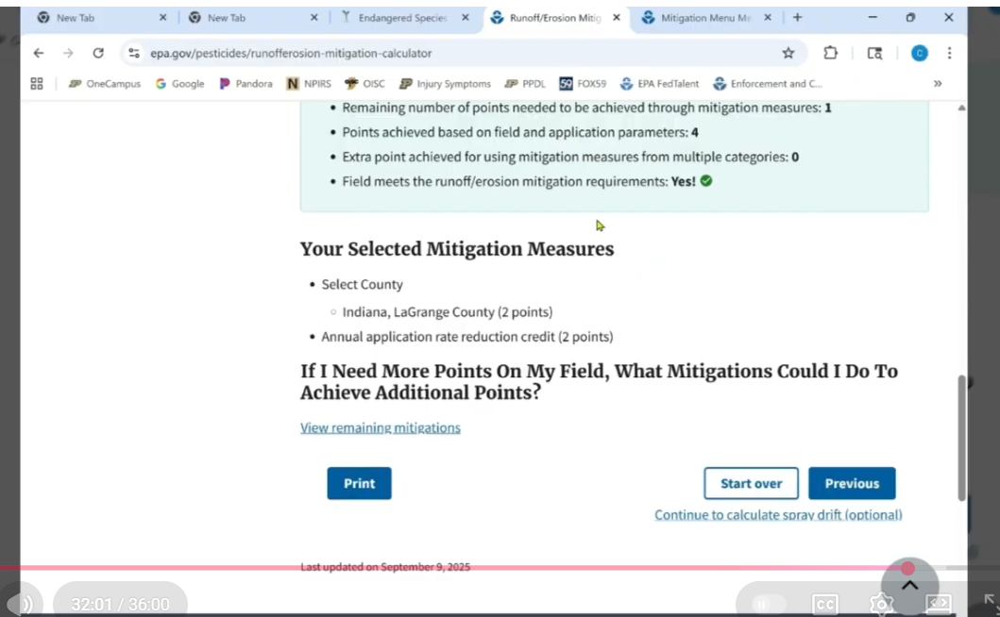 New Tab
New Tab
Endangered Species
Runoff/Erosion Mitig
Mitigation Menu M
epa.gov/pesticides/runofferosion-mitigation-calculator
C
OneCampus
Google
Pandora
NPIRS
OISC
Injury Symptoms
PPDL
FOX59
EPA FedTalent
Enforcement and C...
• Remaining number of points needed to be achieved through mitigation measures: 1
• Points achieved based on field and application parameters: 4
• Extra point achieved for using mitigation measures from multiple categories: 0
• Field meets the runoff/erosion mitigation requirements: Yes!
Your Selected Mitigation Measures
• Select County
◦ Indiana, LaGrange County (2 points)
• Annual application rate reduction credit (2 points)
If I Need More Points On My Field, What Mitigations Could I Do To
Achieve Additional Points?
View remaining mitigations
Print
Start over
Previous
Continue to calculate spray drift (optional)
Last updated on September 9, 2025
32:01 / 36:00
CC